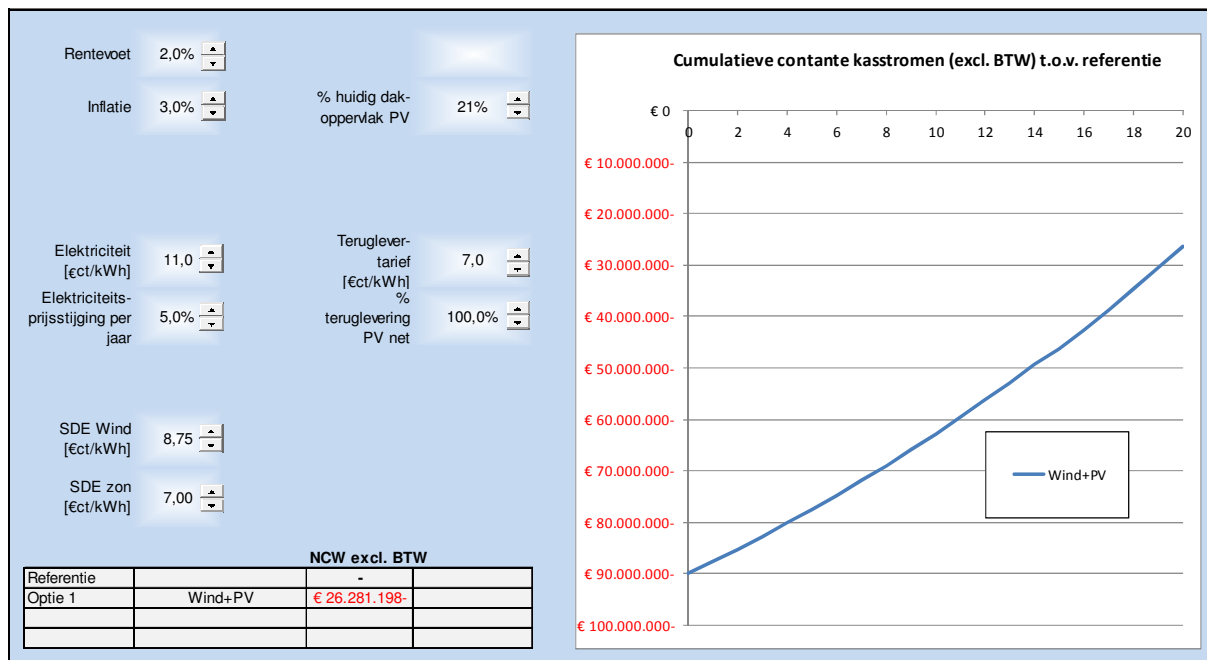 Rentevoet 2,0%
Inflatie 3,0%
% huidig dak-
oppervlak PV 21%
Elektriciteit
[€ct/kWh] 11,0
Teruglever-
tarief
[€ct/kWh] 7,0
Elektriciteits-
prijsstijging per
jaar 5,0%
%
teruglevering
PV net 100,0%
SDE Wind
[€ct/kWh] 8,75
SDE zon
[€ct/kWh] 7,00
NCW excl. BTW
Referentie -
Optie 1 Wind+PV € 26.281.198-
Cumulatieve contante kasstromen (excl. BTW) t.o.v. referentie
€ 0
0 2 4 6 8 10 12 14 16 18 20
€ 10.000.000-
€ 20.000.000-
€ 30.000.000-
€ 40.000.000-
€ 50.000.000-
€ 60.000.000-
€ 70.000.000-
€ 80.000.000-
€ 90.000.000-
€ 100.000.000-
Wind+PV